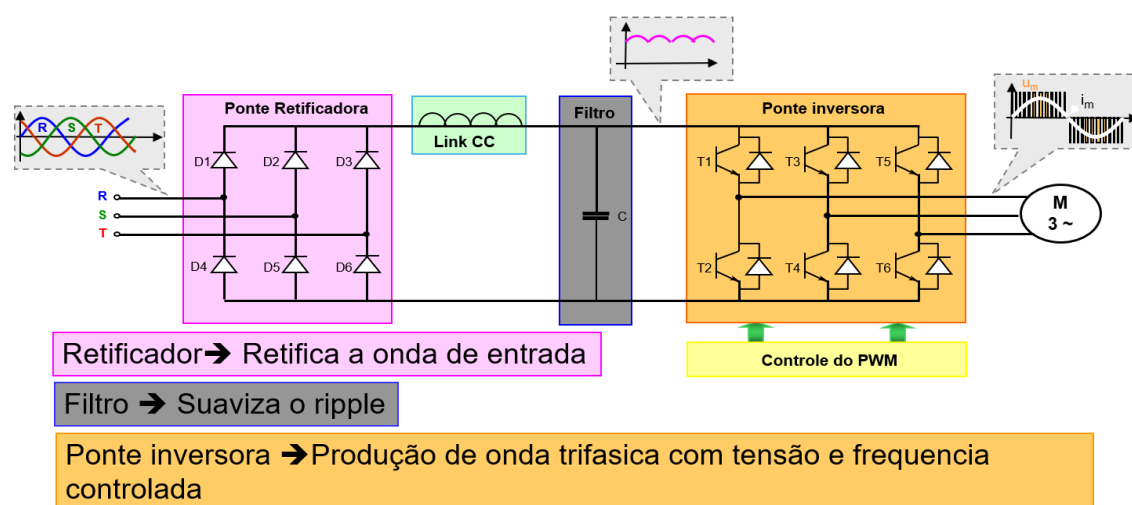 Ponte Retificadora
Link CC
Filtro
Ponte inversora
u_m
i_m
R S T
D1
D2
D3
T1
T3
T5
R
S
T
C
M
3 ~
D4
D5
D6
T2
T4
T6
Retificador➔ Retifica a onda de entrada
Controle do PWM
Filtro ➔ Suaviza o ripple
Ponte inversora ➔Produção de onda trifasica com tensão e frequencia
controlada